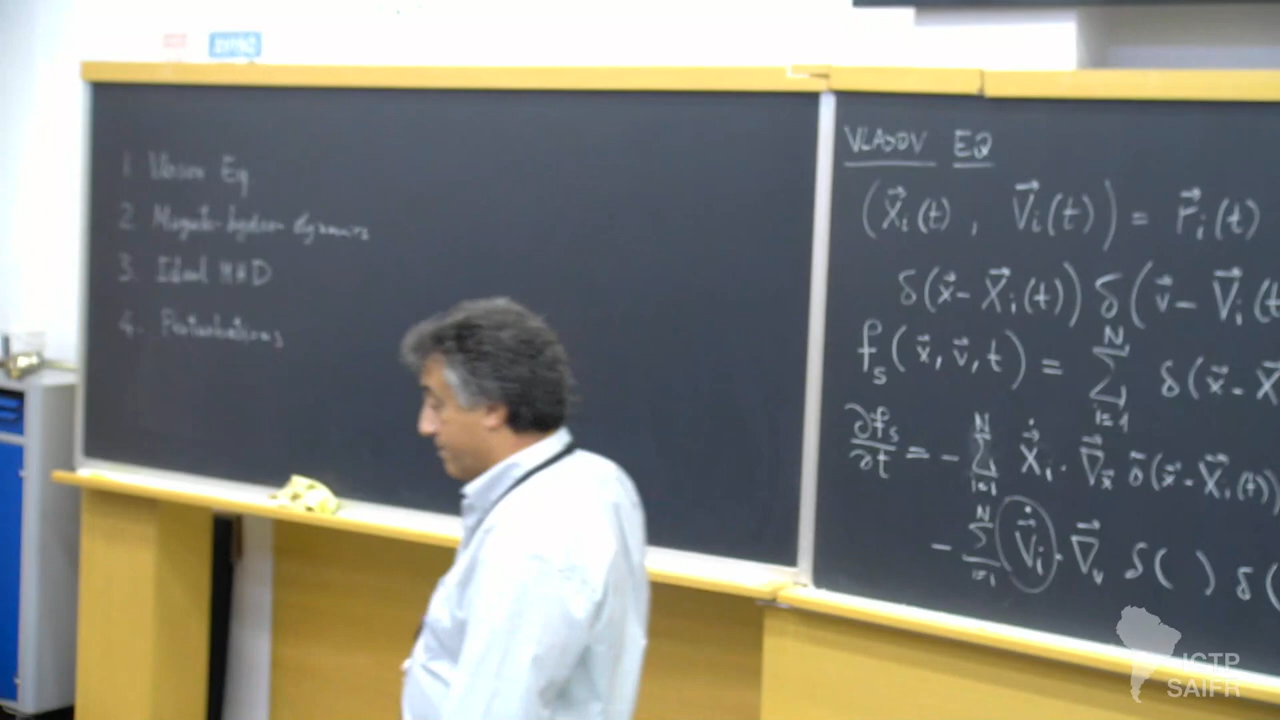 1. Vlasov Eq.
2. Magneto-hydrodynamics
3. Ideal MHD
4. Perturbations
VLASOV EQ
(X⃗ᵢ(t), V⃗ᵢ(t)) = r⃗ᵢ(t)
δ(x⃗ - X⃗ᵢ(t)) δ(v⃗ - V⃗ᵢ(t
fₛ(x⃗, v⃗, t) = Σᵢ₌₁ᴺ δ(x⃗ - X⃗
∂fₛ/∂t = - Σᵢ₌₁ᴺ Ẋ⃗ᵢ · ∇⃗ₓ⃗ δ(x⃗ - X⃗ᵢ(t))
- Σᵢ₌₁ᴺ V̇⃗ᵢ · ∇⃗ᵥ δ( ) δ(
ICTP
SAIFR